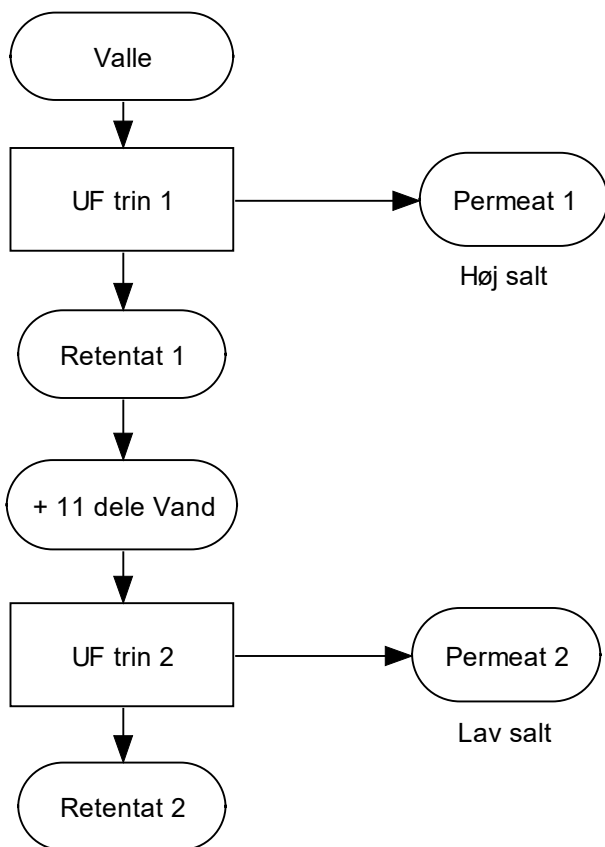 Valle
UF trin 1
Permeat 1
Høj salt
Retentat 1
+ 11 dele Vand
UF trin 2
Permeat 2
Lav salt
Retentat 2